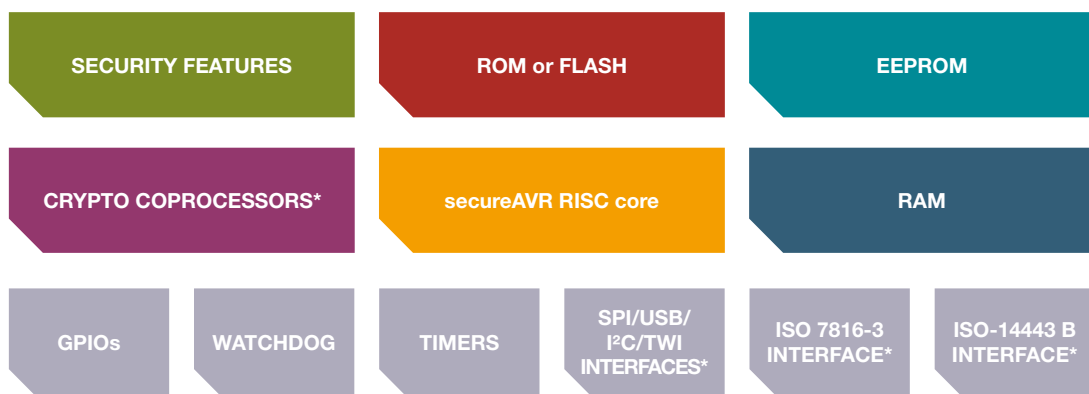 SECURITY FEATURES
ROM or FLASH
EEPROM
CRYPTO COPROCESSORS*
secureAVR RISC core
RAM
GPIOs
WATCHDOG
TIMERS
SPI/USB/
I²C/TWI
INTERFACES*
ISO 7816-3
INTERFACE*
ISO-14443 B
INTERFACE*